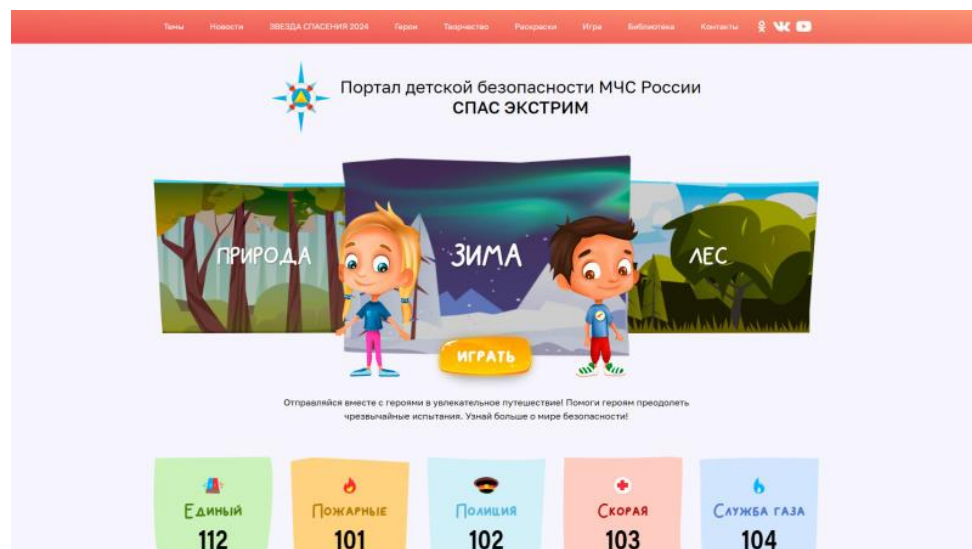 Темы Новости ЗВЕЗДА СПАСЕНИЯ 2024 Герои Творчество Раскраски Игра Библиотека Контакты
Портал детской безопасности МЧС России
СПАС ЭКСТРИМ
ПРИРОДА ЗИМА ЛЕС
ИГРАТЬ
Отправляйся вместе с героями в увлекательное путешествие! Помоги героям преодолеть
чрезвычайные испытания. Узнай больше о мире безопасности!
Единый Пожарные Полиция Скорая Служба газа
112 101 102 103 104